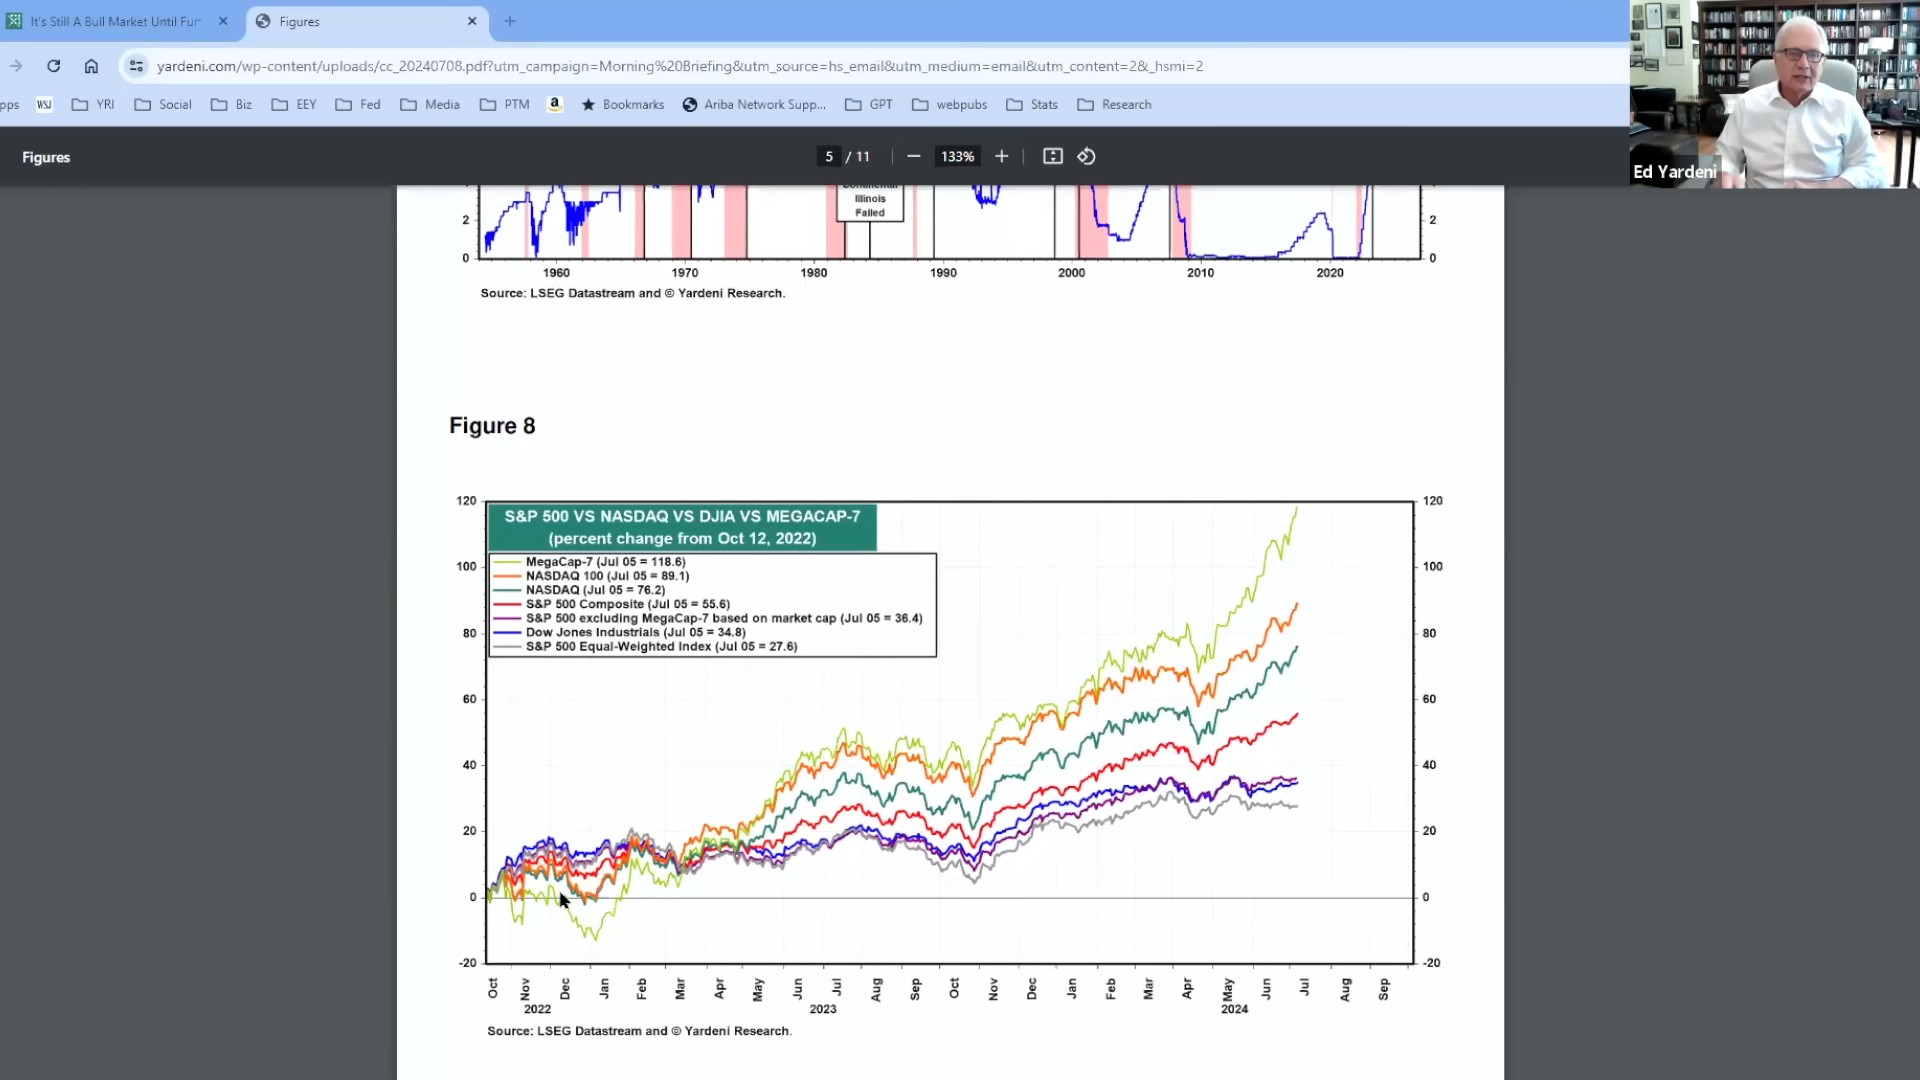 It's Still A Bull Market Until Fur
Figures
yardeni.com/wp-content/uploads/cc_20240708.pdf?utm_campaign=Morning%20Briefing&utm_source=hs_email&utm_medium=email&utm_content=2&_hsmi=2
pps WSJ YRI Social Biz EEY Fed Media PTM a Bookmarks Ariba Network Supp... GPT webpubs Stats Research
Figures
5 / 11
133%
Ed Yardeni
Continental
Illinois
Failed
2 2
0 0
1960 1970 1980 1990 2000 2010 2020
Source: LSEG Datastream and © Yardeni Research.
Figure 8
S&P 500 VS NASDAQ VS DJIA VS MEGACAP-7
(percent change from Oct 12, 2022)
MegaCap-7 (Jul 05 = 118.6)
NASDAQ 100 (Jul 05 = 89.1)
NASDAQ (Jul 05 = 76.2)
S&P 500 Composite (Jul 05 = 55.6)
S&P 500 excluding MegaCap-7 based on market cap (Jul 05 = 36.4)
Dow Jones Industrials (Jul 05 = 34.8)
S&P 500 Equal-Weighted Index (Jul 05 = 27.6)
120 120
100 100
80 80
60 60
40 40
20 20
0 0
-20 -20
Oct Nov Dec Jan Feb Mar Apr May Jun Jul Aug Sep Oct Nov Dec Jan Feb Mar Apr May Jun Jul Aug Sep
2022 2023 2024
Source: LSEG Datastream and © Yardeni Research.